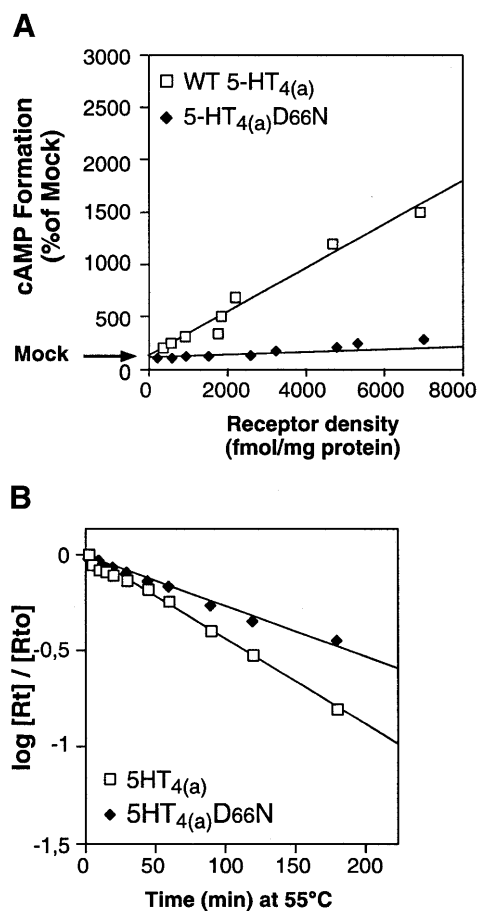 A
3000
2500
2000
1500
1000
500
0
cAMP Formation
(%of Mock)
WT 5-HT4(a)
5-HT4(a)D66N
Mock
0 2000 4000 6000 8000
Receptor density
(fmol/mg protein)
B
0
-0,5
-1
-1,5
log [Rt] / [Rto]
5HT4(a)
5HT4(a)D66N
0 50 100 150 200
Time (min) at 55°C